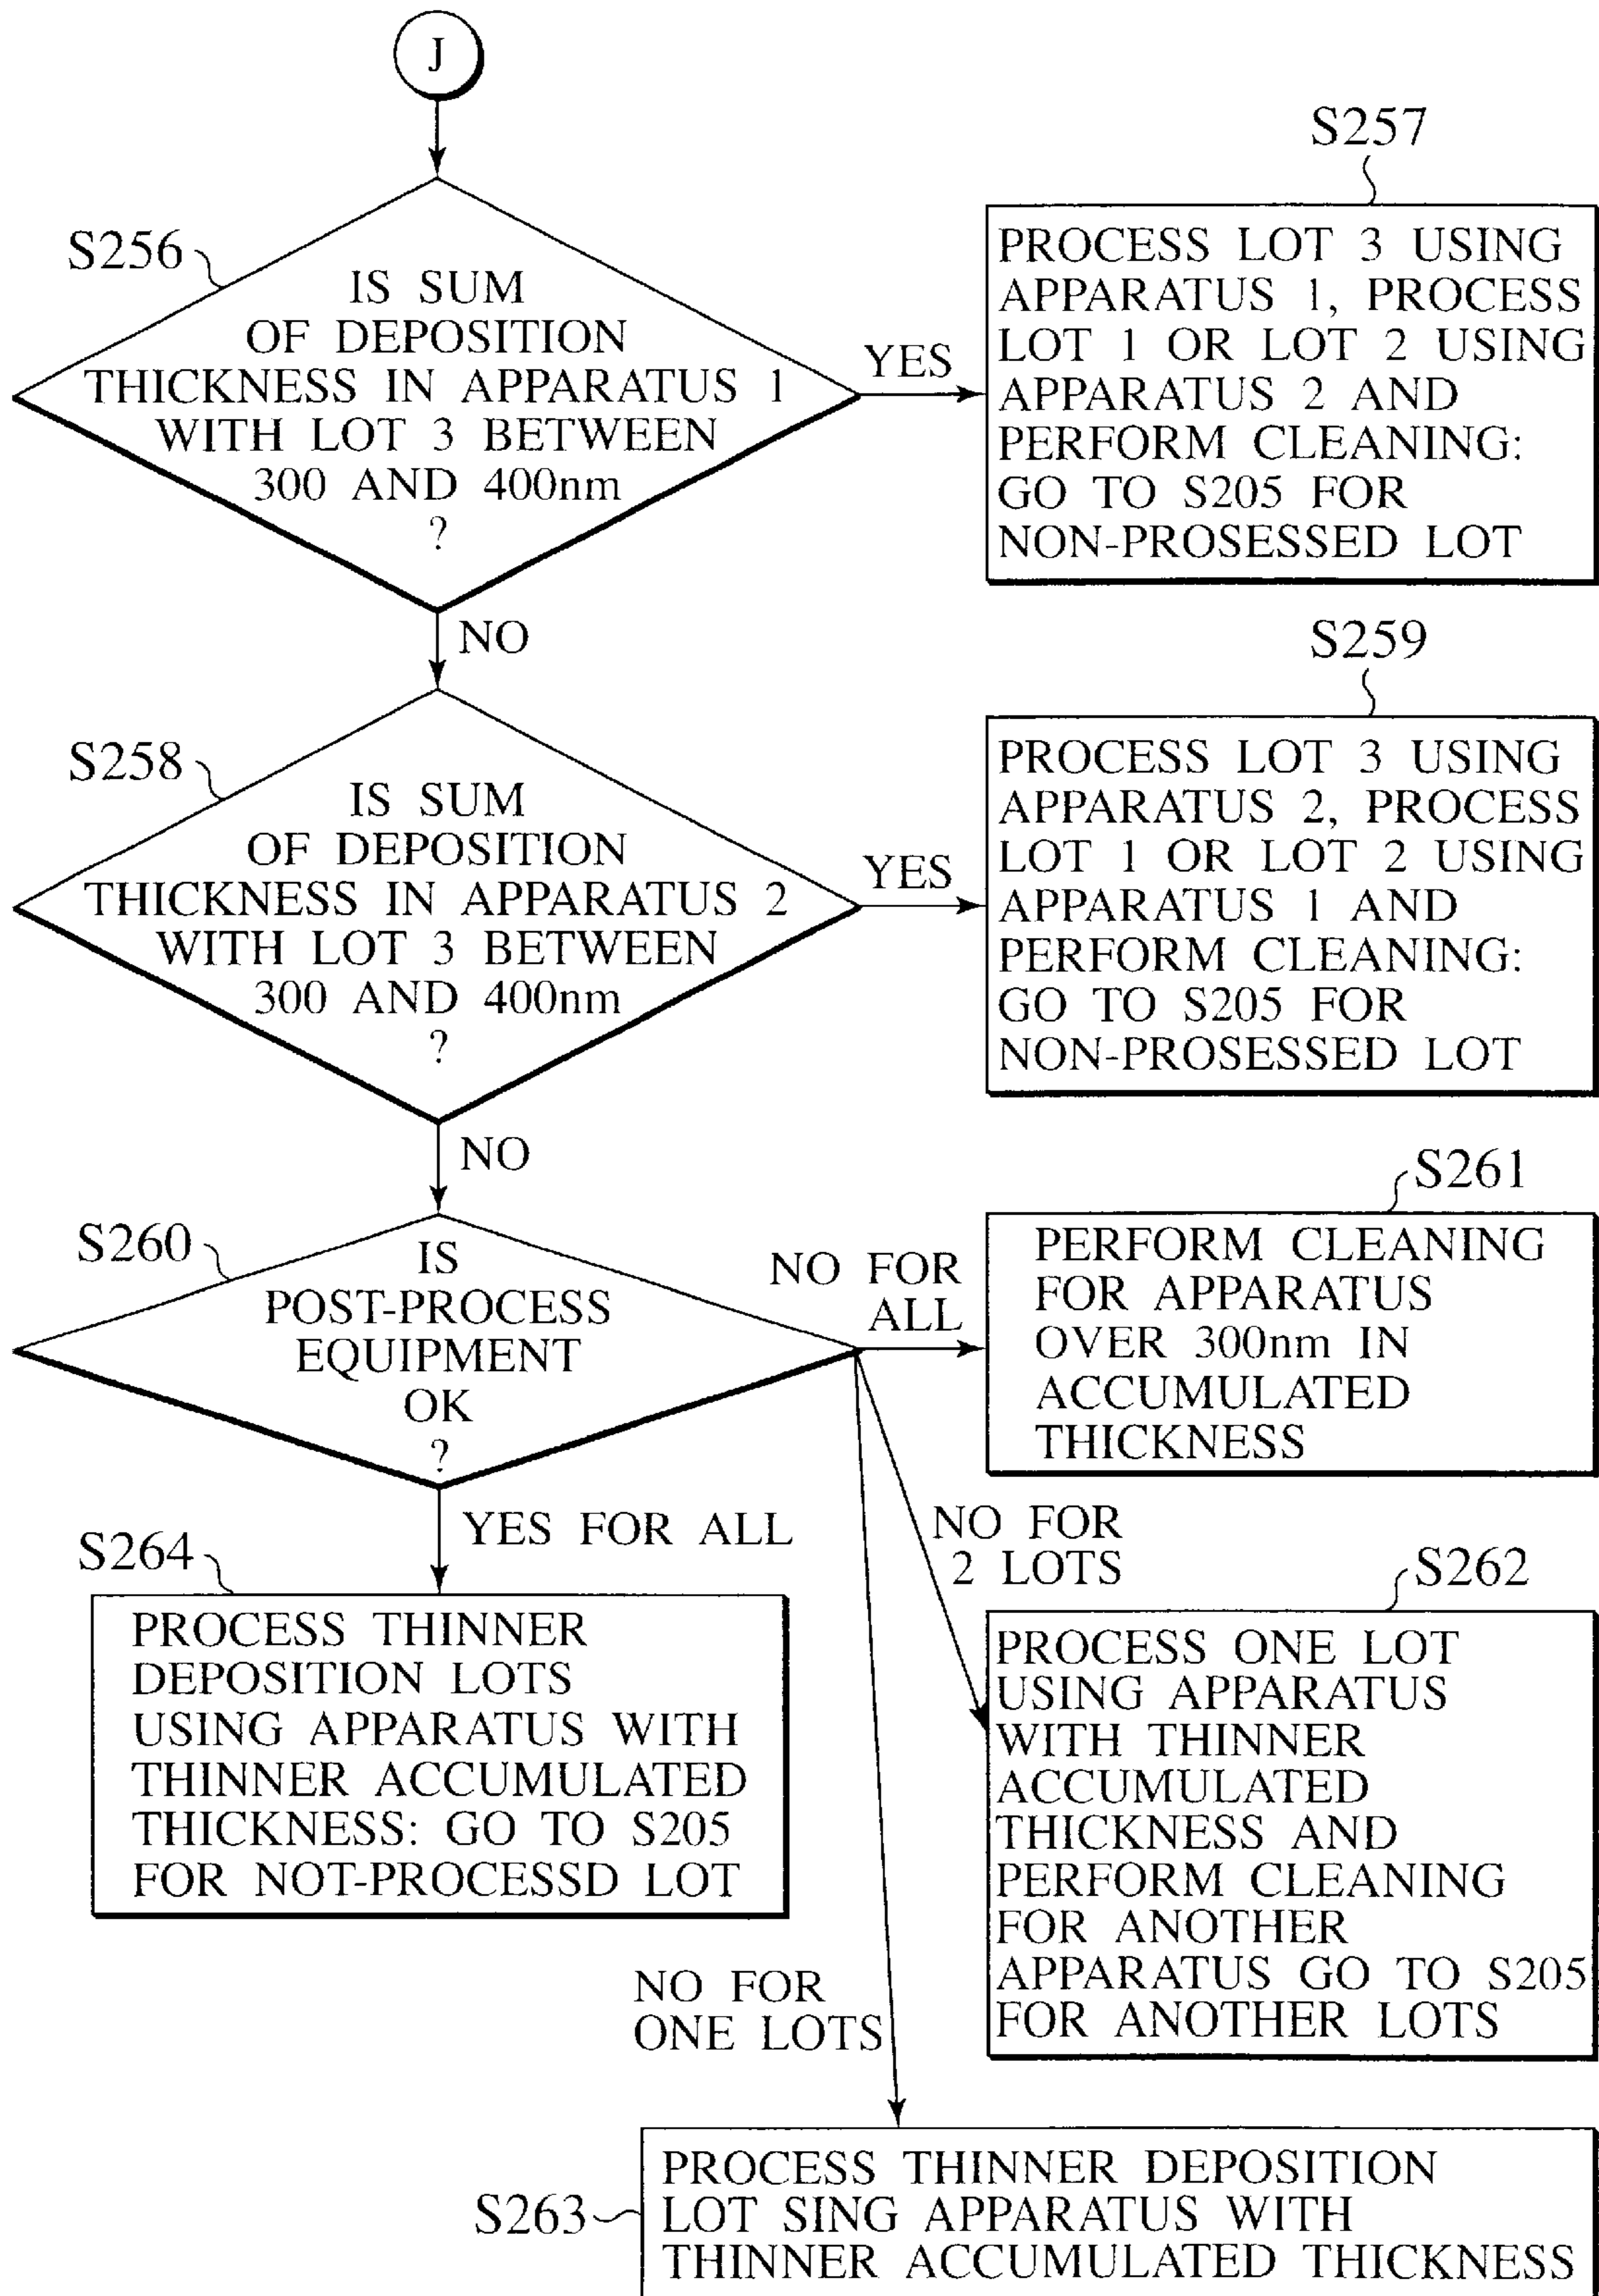 J
S256
IS SUM
OF DEPOSITION
THICKNESS IN APPARATUS 1
WITH LOT 3 BETWEEN
300 AND 400nm
?
YES
S257
PROCESS LOT 3 USING
APPARATUS 1, PROCESS
LOT 1 OR LOT 2 USING
APPARATUS 2 AND
PERFORM CLEANING:
GO TO S205 FOR
NON-PROSESSED LOT
NO
S258
IS SUM
OF DEPOSITION
THICKNESS IN APPARATUS 2
WITH LOT 3 BETWEEN
300 AND 400nm
?
YES
S259
PROCESS LOT 3 USING
APPARATUS 2, PROCESS
LOT 1 OR LOT 2 USING
APPARATUS 1 AND
PERFORM CLEANING:
GO TO S205 FOR
NON-PROSESSED LOT
NO
S260
IS
POST-PROCESS
EQUIPMENT
OK
?
NO FOR
ALL
S261
PERFORM CLEANING
FOR APPARATUS
OVER 300nm IN
ACCUMULATED
THICKNESS
YES FOR ALL
S264
PROCESS THINNER
DEPOSITION LOTS
USING APPARATUS WITH
THINNER ACCUMULATED
THICKNESS: GO TO S205
FOR NOT-PROCESSD LOT
NO FOR
2 LOTS
S262
PROCESS ONE LOT
USING APPARATUS
WITH THINNER
ACCUMULATED
THICKNESS AND
PERFORM CLEANING
FOR ANOTHER
APPARATUS GO TO S205
FOR ANOTHER LOTS
NO FOR
ONE LOTS
S263
PROCESS THINNER DEPOSITION
LOT SING APPARATUS WITH
THINNER ACCUMULATED THICKNESS